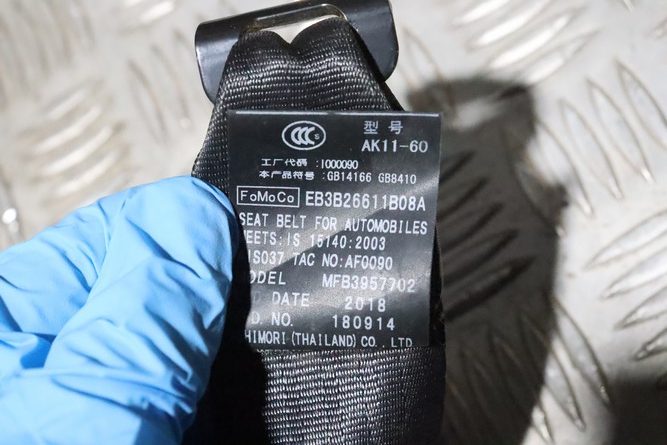 CCC S 型号
AK11-60
工厂代码:I000090
本产品符号:GB14166 GB8410
FoMoCo EB3B26611B08A
SEAT BELT FOR AUTOMOBILES
EETS:IS 15140:2003
IS037 TAC NO:AF0090
ODEL MFB3957702
D DATE 2018
D. NO. 180914
HIMORI (THAILAND) CO., LTD